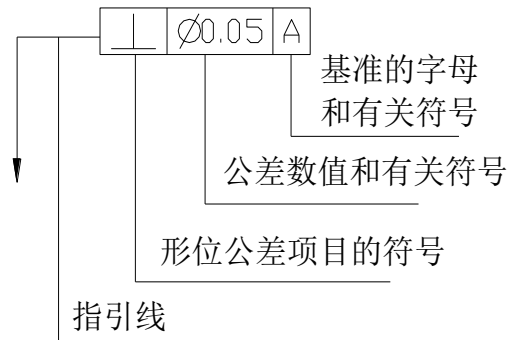 ⊥ Ø0.05 A
基准的字母
和有关符号
公差数值和有关符号
形位公差项目的符号
指引线